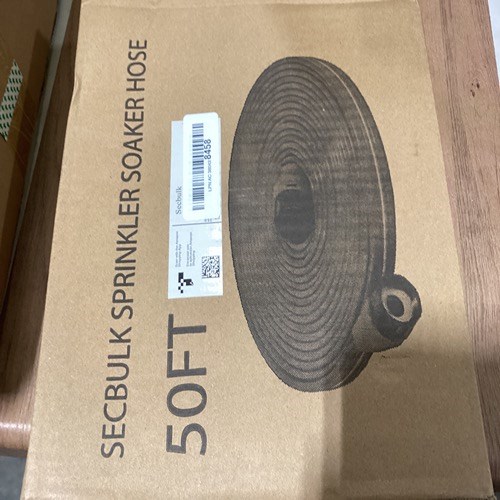 SECBULK SPRINKLER SOAKER HOSE
50FT
Secbulk
8458